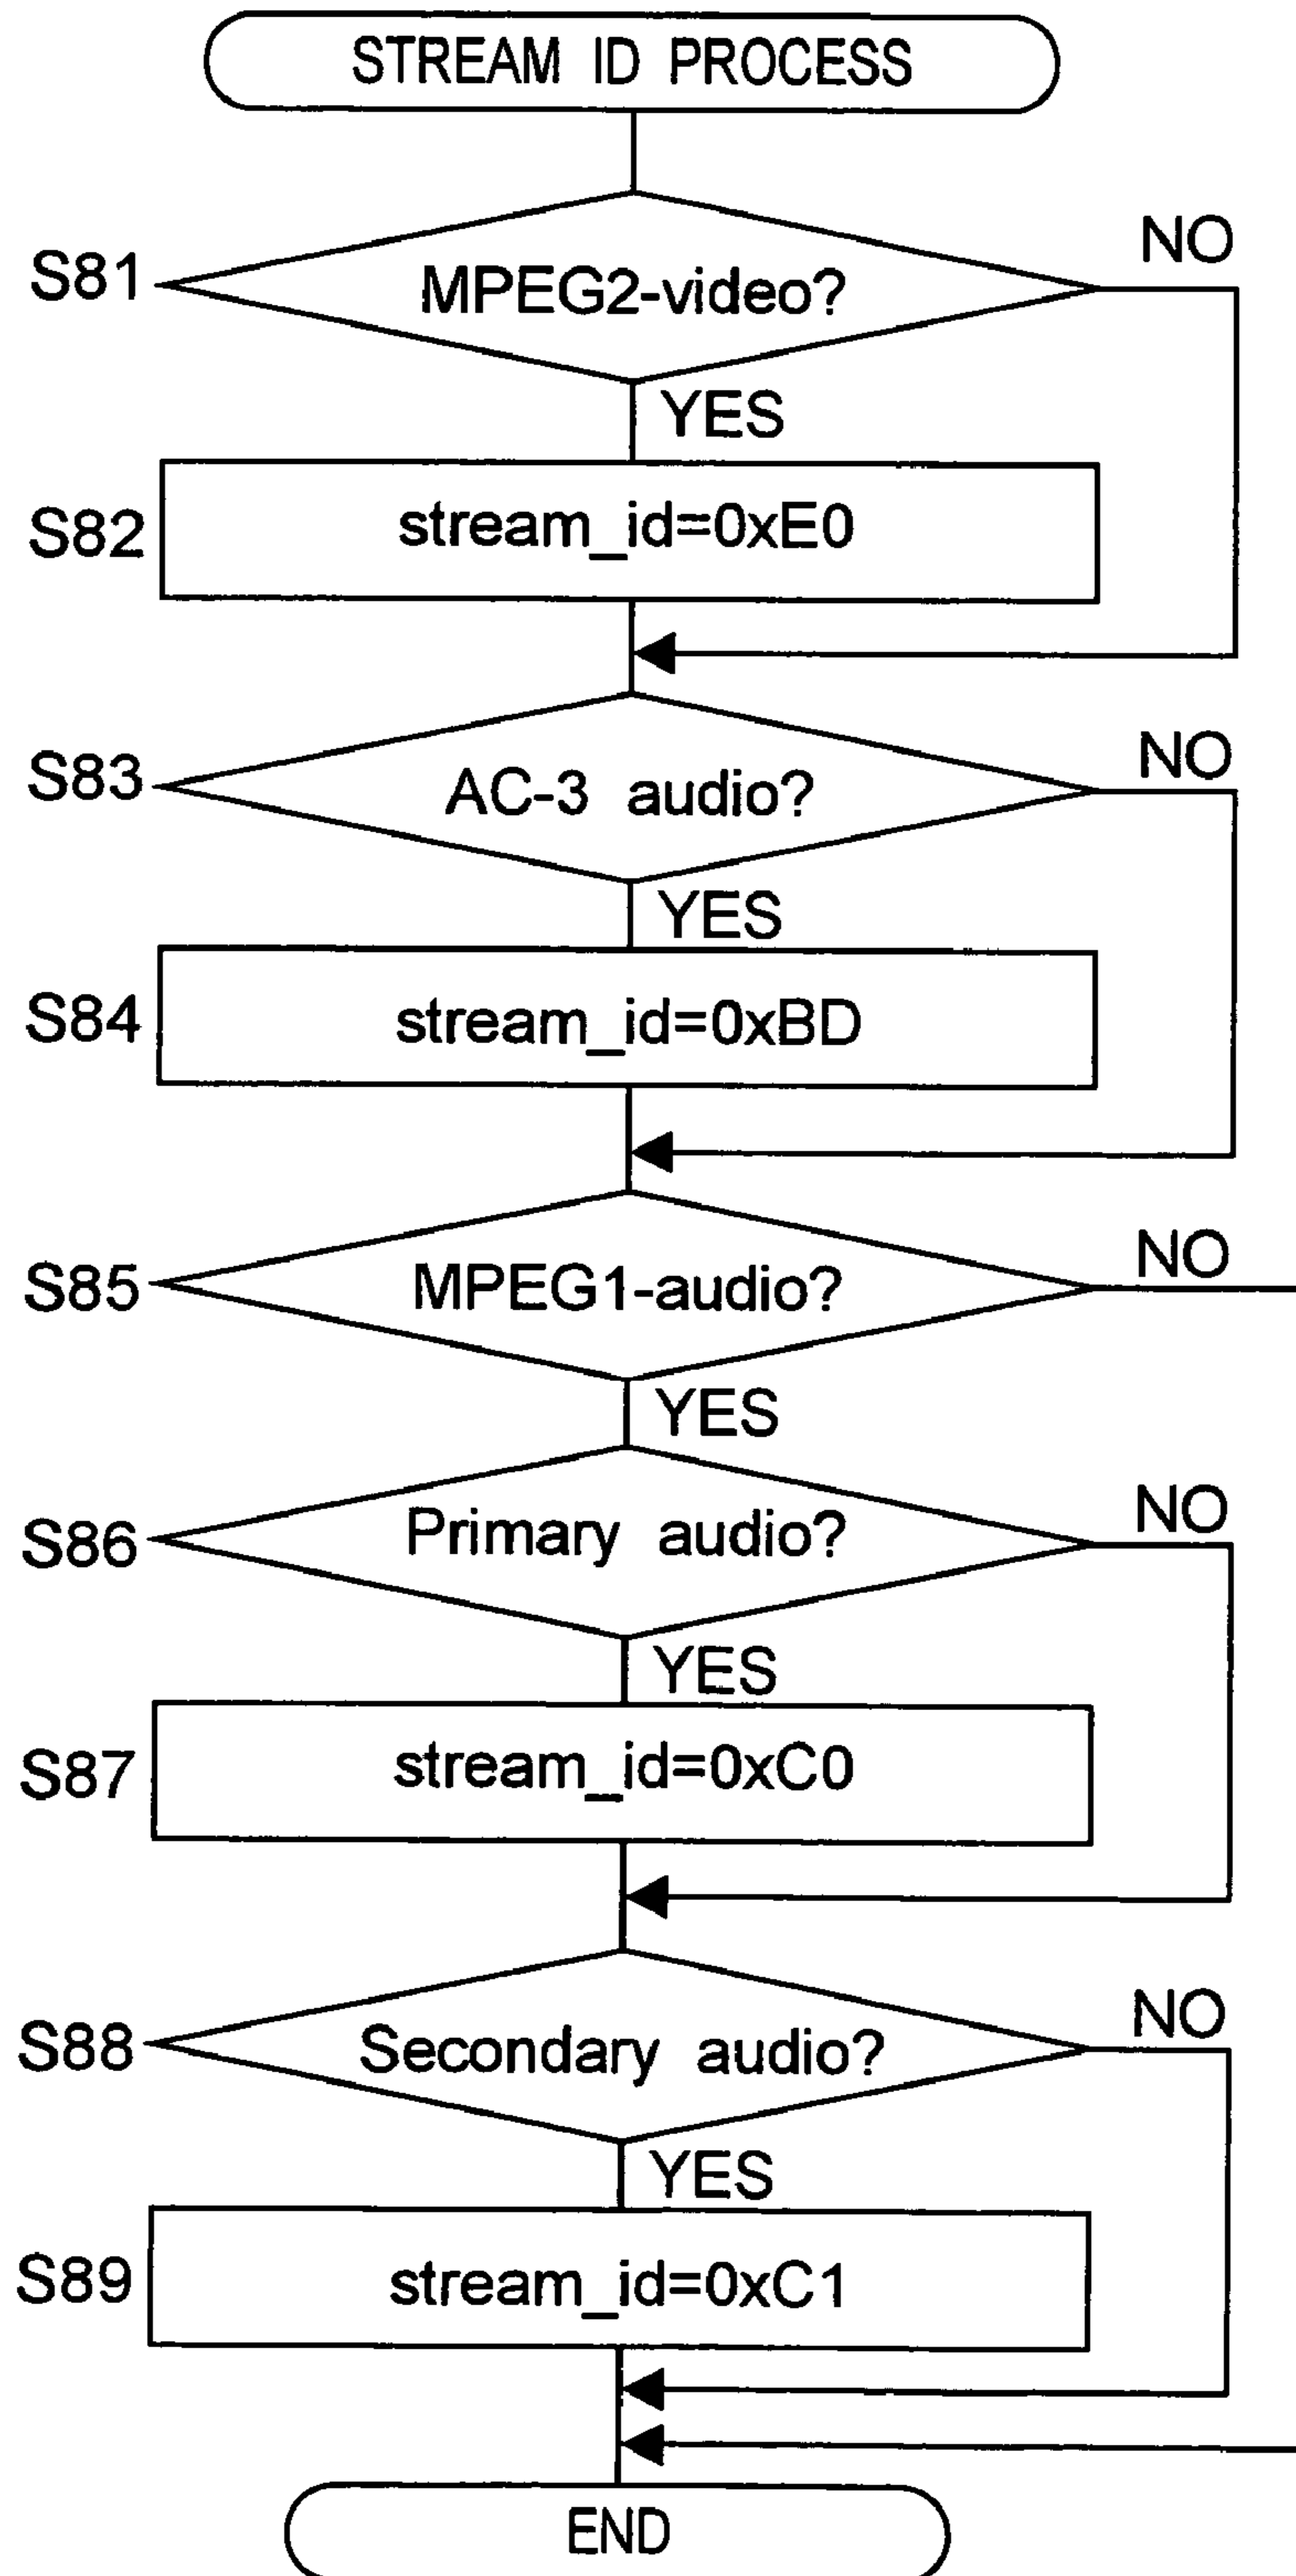 STREAM ID PROCESS
S81
MPEG2-video?
NO
YES
S82
stream_id=0xE0
S83
AC-3 audio?
NO
YES
S84
stream_id=0xBD
S85
MPEG1-audio?
NO
YES
S86
Primary audio?
NO
YES
S87
stream_id=0xC0
S88
Secondary audio?
NO
YES
S89
stream_id=0xC1
END